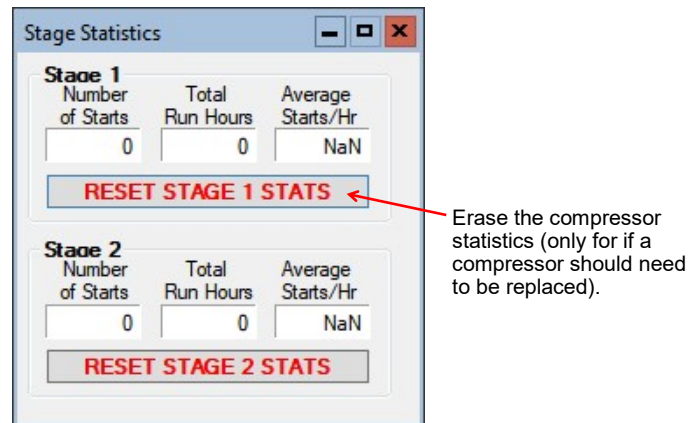 Stage Statistics
Stage 1
Number of Starts
Total Run Hours
Average Starts/Hr
0
0
NaN
RESET STAGE 1 STATS
Stage 2
Number of Starts
Total Run Hours
Average Starts/Hr
0
0
NaN
RESET STAGE 2 STATS
Erase the compressor
statistics (only for if a
compressor should need
to be replaced).